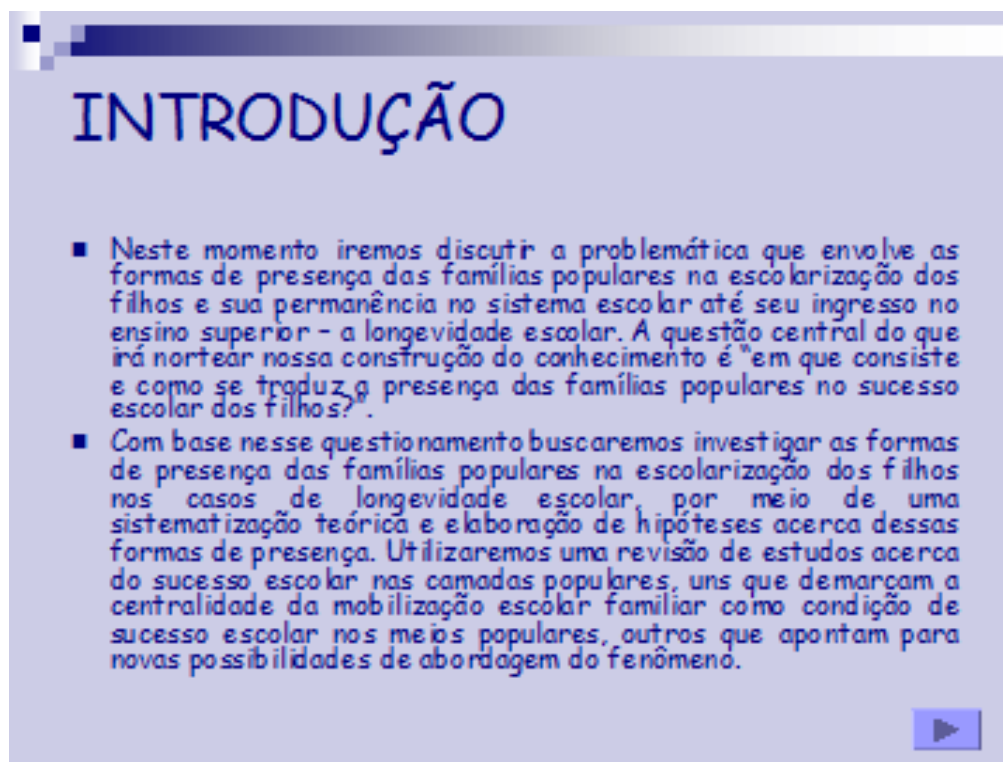 INTRODUÇÃO
Neste momento iremos discutir a problemática que envolve as
formas de presença das famílias populares na escolarização dos
filhos e sua permanência no sistema escolar até seu ingresso no
ensino superior – a longevidade escolar. A questão central do que
irá nortear nossa construção do conhecimento é "em que consiste
e como se traduz a presença das famílias populares no sucesso
escolar dos filhos?".
Com base nesse questionamento buscaremos investigar as formas
de presença das famílias populares na escolarização dos filhos
nos casos de longevidade escolar, por meio de uma
sistematização teórica e elaboração de hipóteses acerca dessas
formas de presença. Utilizaremos uma revisão de estudos acerca
do sucesso escolar nas camadas populares, uns que demarcam a
centralidade da mobilização escolar familiar como condição de
sucesso escolar nos meios populares, outros que apontam para
novas possibilidades de abordagem do fenômeno.